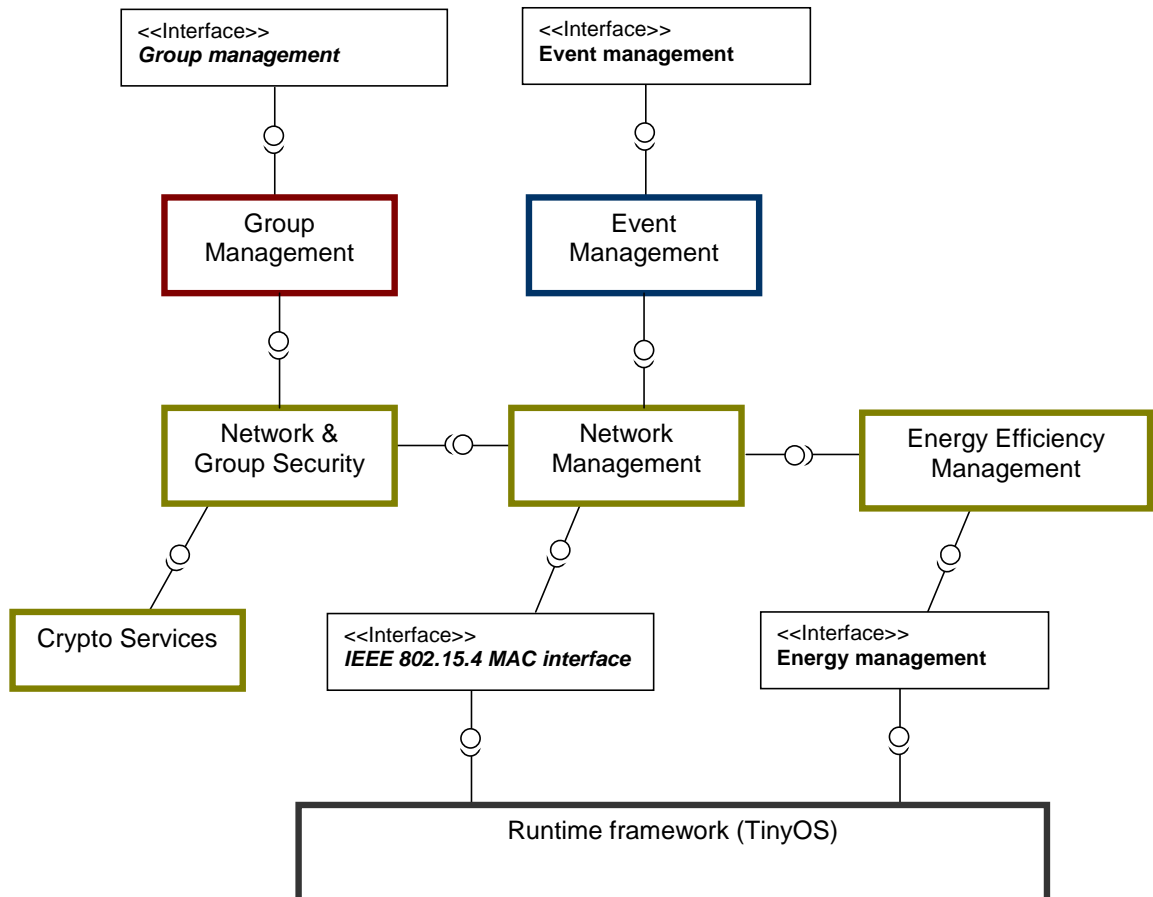 <<Interface>>
Group management
<<Interface>>
Event management
Group
Management
Event
Management
Network &
Group Security
Network
Management
Energy Efficiency
Management
Crypto Services
<<Interface>>
IEEE 802.15.4 MAC interface
<<Interface>>
Energy management
Runtime framework (TinyOS)